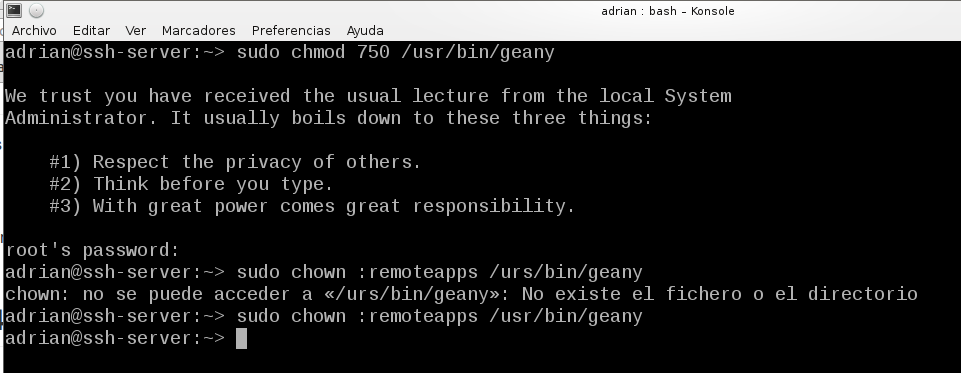 adrian : bash – Konsole
Archivo Editar Ver Marcadores Preferencias Ayuda
adrian@ssh-server:~> sudo chmod 750 /usr/bin/geany
We trust you have received the usual lecture from the local System
Administrator. It usually boils down to these three things:
#1) Respect the privacy of others.
#2) Think before you type.
#3) With great power comes great responsibility.
root's password:
adrian@ssh-server:~> sudo chown :remoteapps /urs/bin/geany
chown: no se puede acceder a «/urs/bin/geany»: No existe el fichero o el directorio
adrian@ssh-server:~> sudo chown :remoteapps /usr/bin/geany
adrian@ssh-server:~>